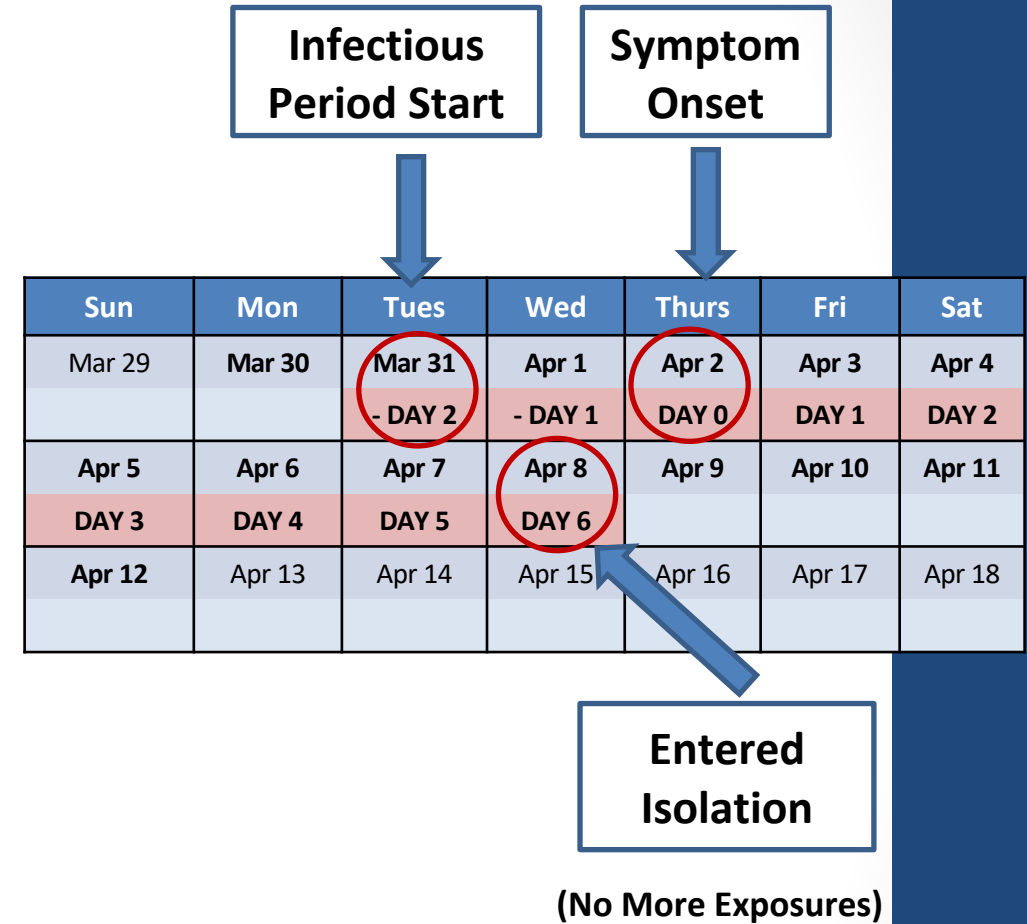 Infectious
Period Start
Symptom
Onset
Sun Mon Tues Wed Thurs Fri Sat
Mar 29 Mar 30 Mar 31 Apr 1 Apr 2 Apr 3 Apr 4
- DAY 2 - DAY 1 DAY 0 DAY 1 DAY 2
Apr 5 Apr 6 Apr 7 Apr 8 Apr 9 Apr 10 Apr 11
DAY 3 DAY 4 DAY 5 DAY 6
Apr 12 Apr 13 Apr 14 Apr 15 Apr 16 Apr 17 Apr 18
Entered
Isolation
(No More Exposures)